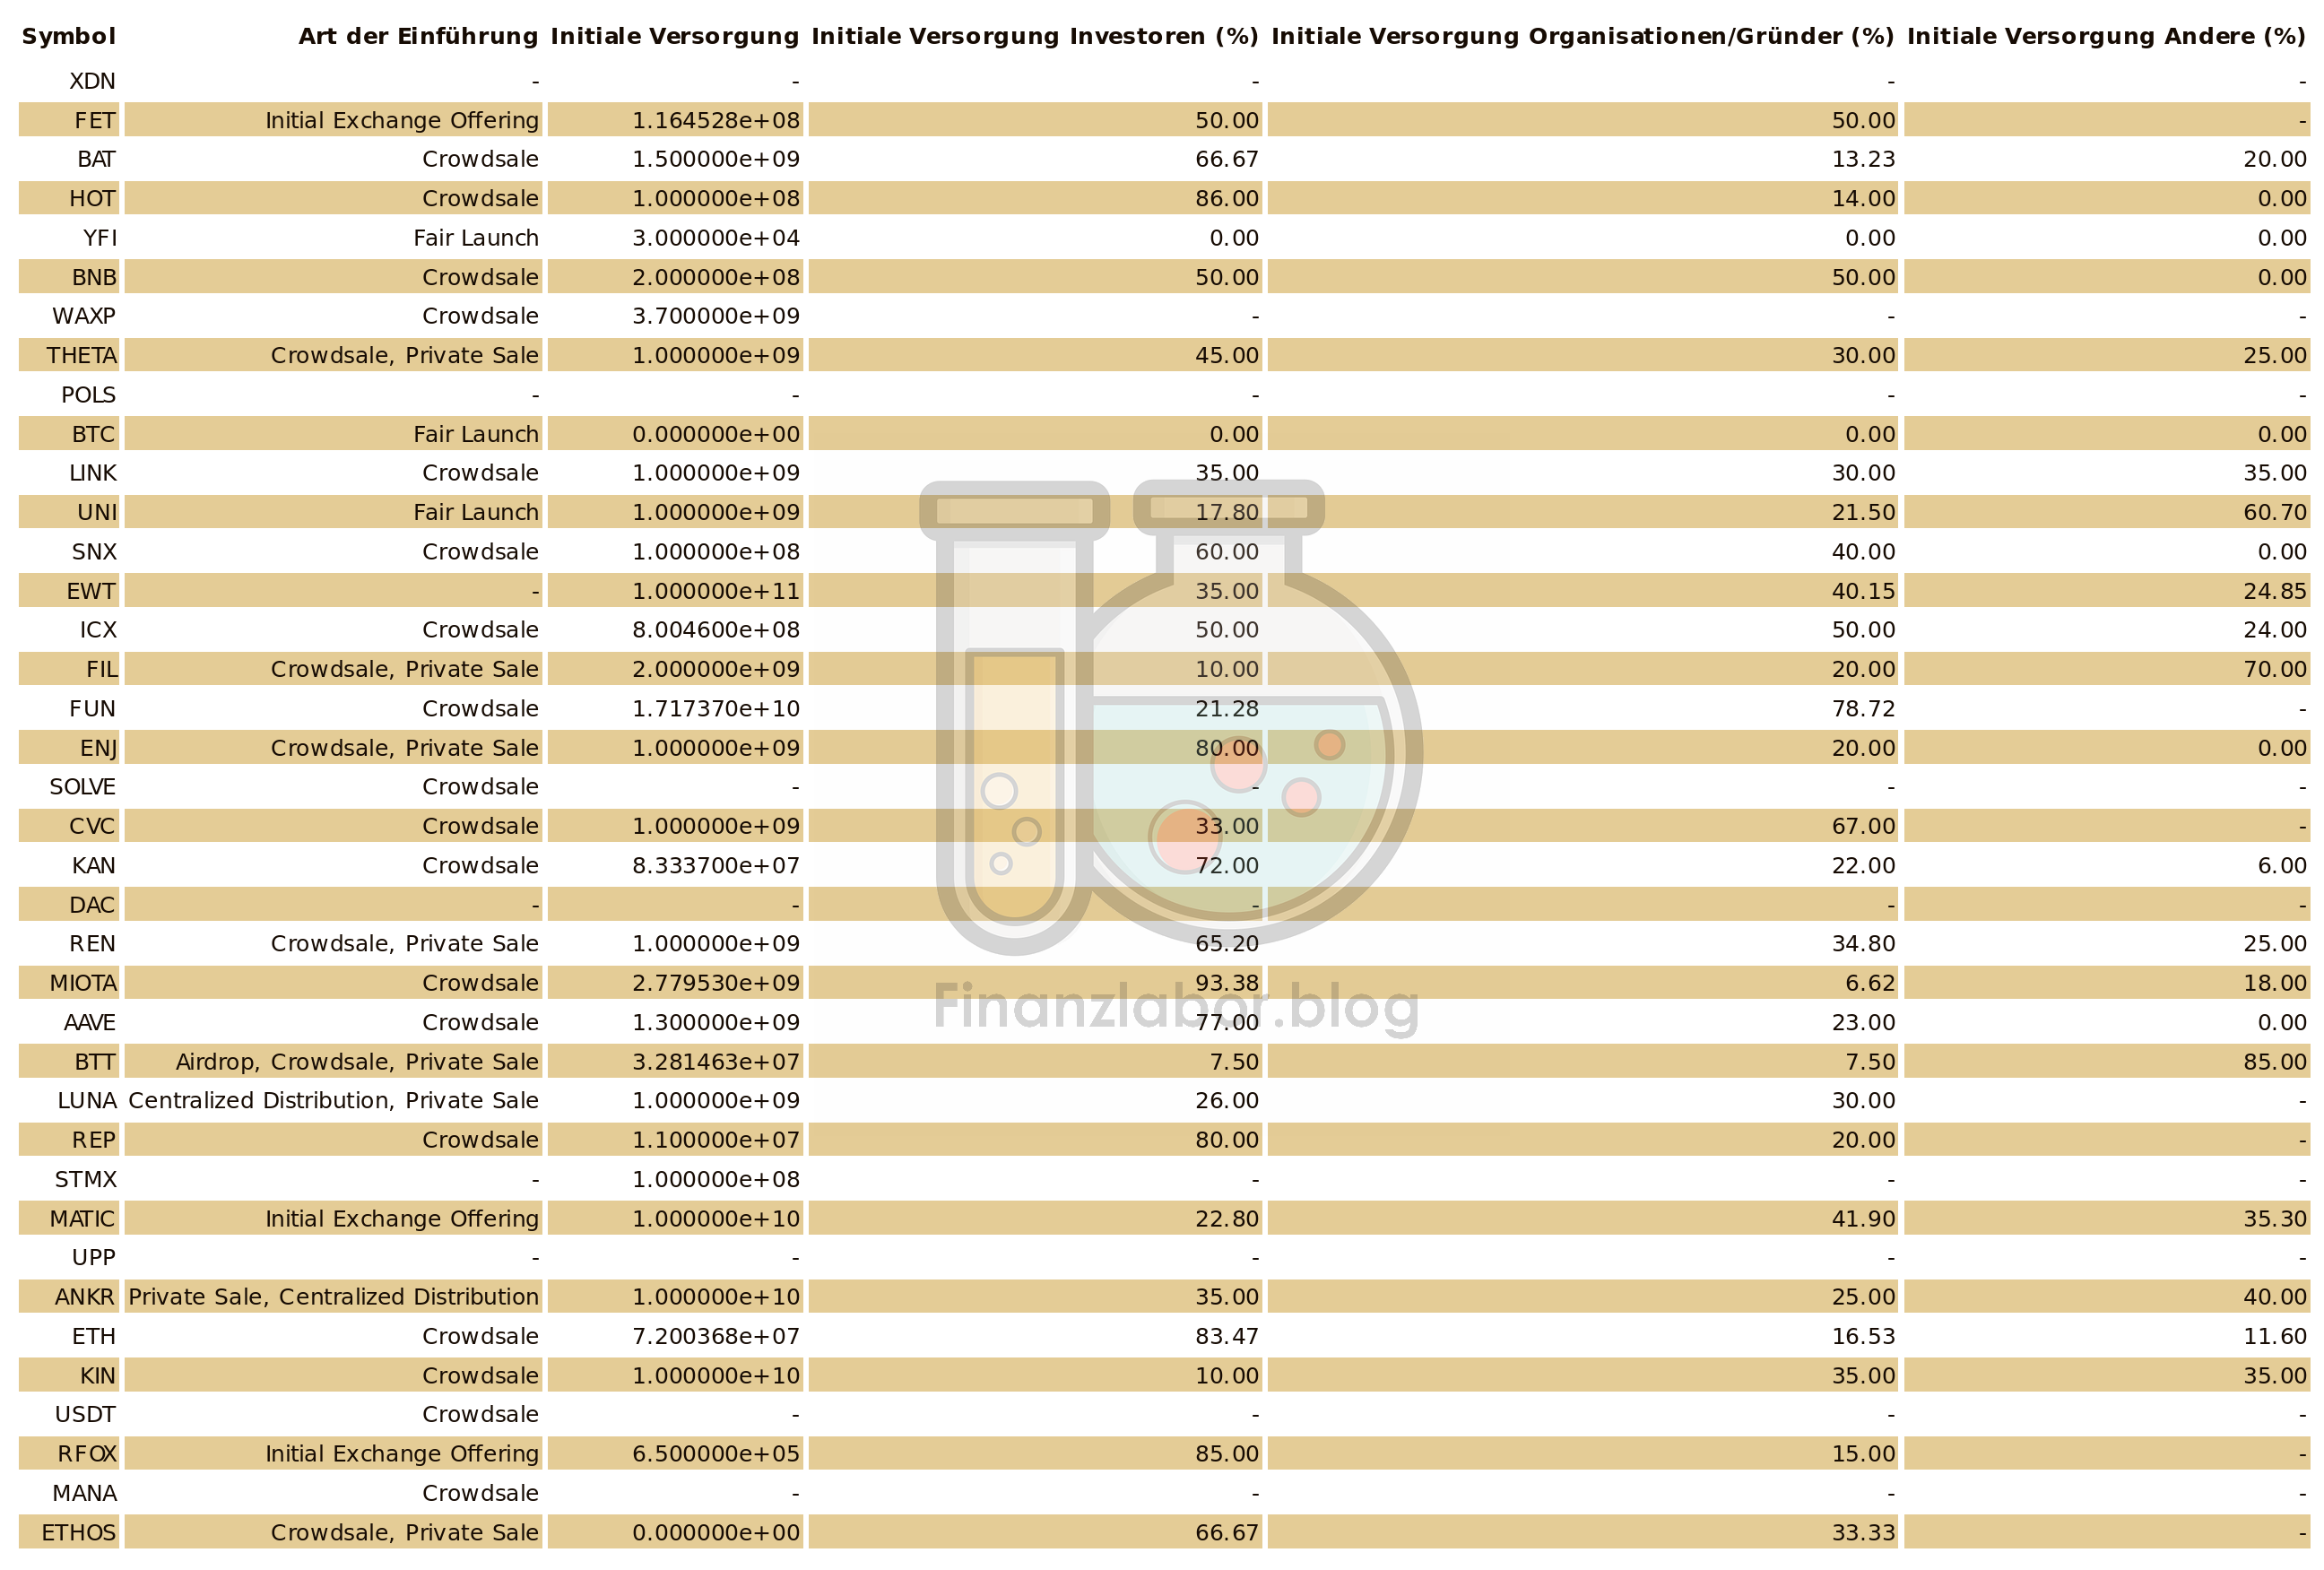 Symbol Art der Einführung Initiale Versorgung Initiale Versorgung Investoren (%) Initiale Versorgung Organisationen/Gründer (%) Initiale Versorgung Andere (%)
XDN - - - - -
FET Initial Exchange Offering 1.164528e+08 50.00 50.00 -
BAT Crowdsale 1.500000e+09 66.67 13.23 20.00
HOT Crowdsale 1.000000e+08 86.00 14.00 0.00
YFI Fair Launch 3.000000e+04 0.00 0.00 0.00
BNB Crowdsale 2.000000e+08 50.00 50.00 0.00
WAXP Crowdsale 3.700000e+09 - - -
THETA Crowdsale, Private Sale 1.000000e+09 45.00 30.00 25.00
POLS - - - - -
BTC Fair Launch 0.000000e+00 0.00 0.00 0.00
LINK Crowdsale 1.000000e+09 35.00 30.00 35.00
UNI Fair Launch 1.000000e+09 17.80 21.50 60.70
SNX Crowdsale 1.000000e+08 60.00 40.00 0.00
EWT - 1.000000e+11 35.00 40.15 24.85
ICX Crowdsale 8.004600e+08 50.00 50.00 24.00
FIL Crowdsale, Private Sale 2.000000e+09 10.00 20.00 70.00
FUN Crowdsale 1.717370e+10 21.28 78.72 -
ENJ Crowdsale, Private Sale 1.000000e+09 80.00 20.00 0.00
SOLVE Crowdsale - - - -
CVC Crowdsale 1.000000e+09 33.00 67.00 -
KAN Crowdsale 8.333700e+07 72.00 22.00 6.00
DAC - - - - -
REN Crowdsale, Private Sale 1.000000e+09 65.20 34.80 25.00
MIOTA Crowdsale 2.779530e+09 93.38 6.62 18.00
Finanzlabor.blog
AAVE Crowdsale 1.300000e+09 77.00 23.00 0.00
BTT Airdrop, Crowdsale, Private Sale 3.281463e+07 7.50 7.50 85.00
LUNA Centralized Distribution, Private Sale 1.000000e+09 26.00 30.00 -
REP Crowdsale 1.100000e+07 80.00 20.00 -
STMX - 1.000000e+08 - - -
MATIC Initial Exchange Offering 1.000000e+10 22.80 41.90 35.30
UPP - - - - -
ANKR Private Sale, Centralized Distribution 1.000000e+10 35.00 25.00 40.00
ETH Crowdsale 7.200368e+07 83.47 16.53 11.60
KIN Crowdsale 1.000000e+10 10.00 35.00 35.00
USDT Crowdsale - - - -
RFOX Initial Exchange Offering 6.500000e+05 85.00 15.00 -
MANA Crowdsale - - - -
ETHOS Crowdsale, Private Sale 0.000000e+00 66.67 33.33 -